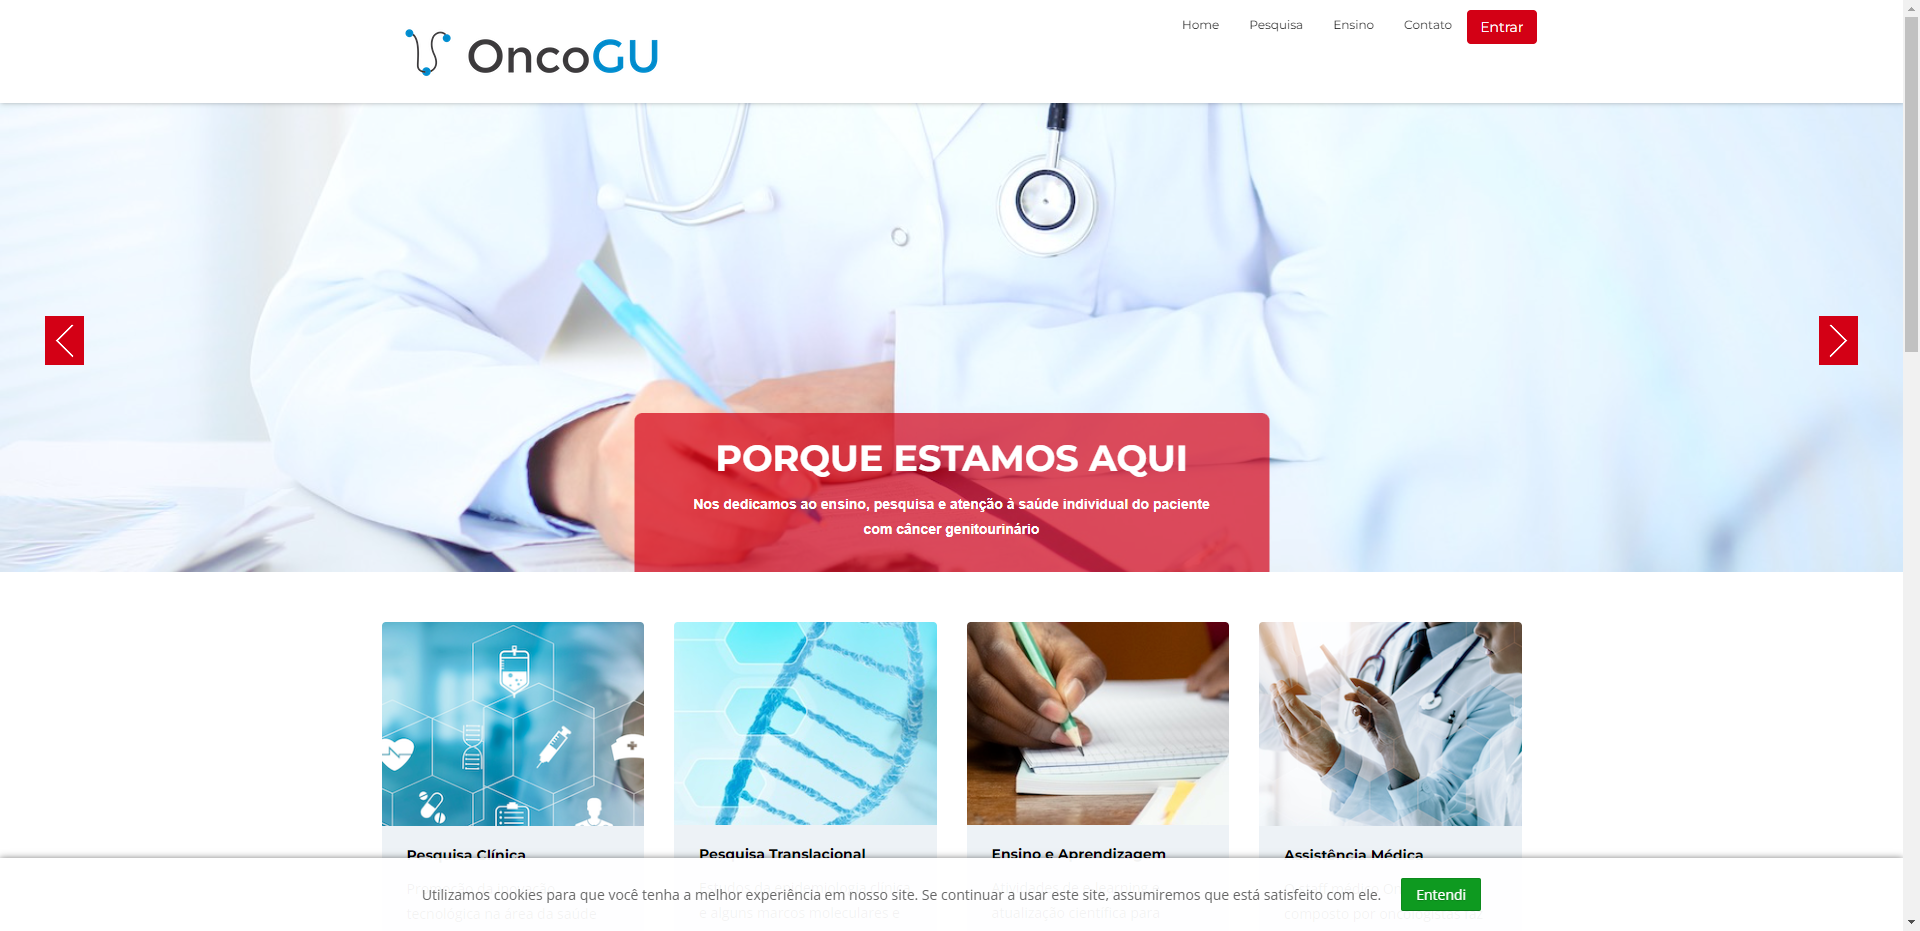 OncoGU
Home
Pesquisa
Ensino
Contato
Entrar
PORQUE ESTAMOS AQUI
Nos dedicamos ao ensino, pesquisa e atenção à saúde individual do paciente
com câncer genitourinário
Pesquisa Clínica
Pesquisa Translacional
Ensino e Aprendizagem
Assistência Médica
Utilizamos cookies para que você tenha a melhor experiência em nosso site. Se continuar a usar este site, assumiremos que está satisfeito com ele.
Entendi
tecnológica na área da saúde
e alguns marcos moleculares e
atualização científica para
composto por